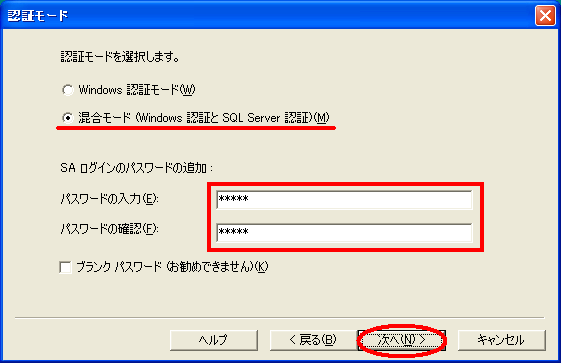 認証モード
認証モードを選択します。
Windows 認証モード(W)
混合モード (Windows 認証と SQL Server 認証)(M)
SA ログインのパスワードの追加 :
パスワードの入力(E):
*****
パスワードの確認(F):
*****
ブランク パスワード (お勧めできません)(K)
ヘルプ
< 戻る(B)
次へ(N) >
キャンセル